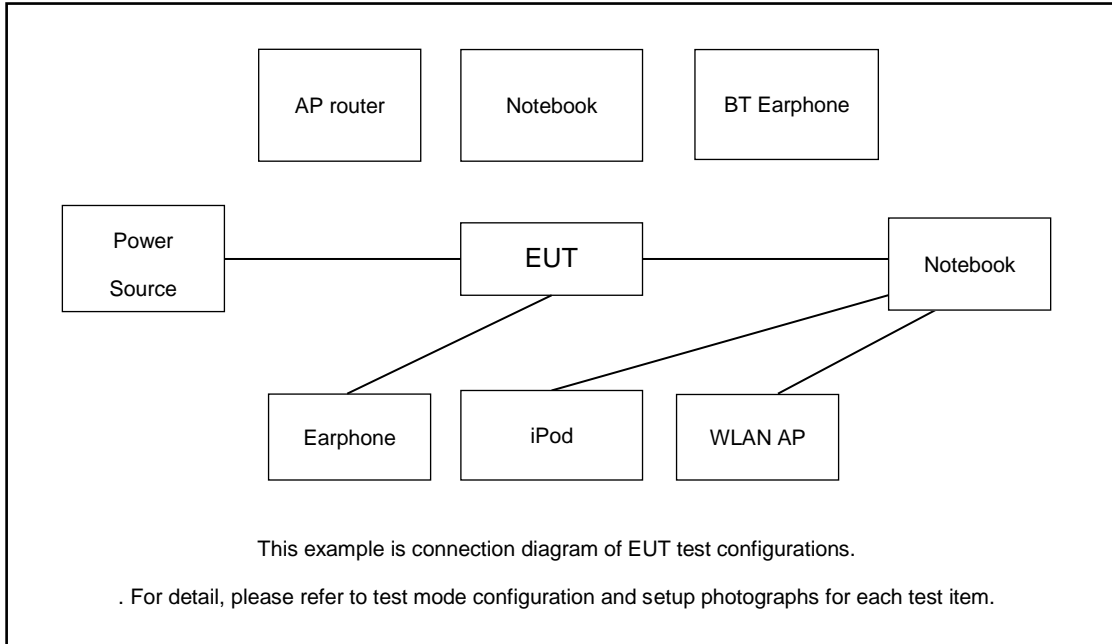 AP router
Notebook
BT Earphone
Power
Source
EUT
Notebook
Earphone
iPod
WLAN AP
This example is connection diagram of EUT test configurations.
. For detail, please refer to test mode configuration and setup photographs for each test item.